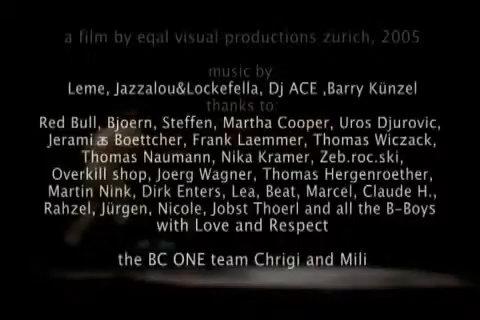 a film by eqal visual productions zurich, 2005
music by
Leme, Jazzalou&Lockefella, Dj ACE ,Barry Künzel
thanks to:
Red Bull, Bjoern, Steffen, Martha Cooper, Uros Djurovic,
Jeramias Boettcher, Frank Laemmer, Thomas Wiczack,
Thomas Naumann, Nika Kramer, Zeb.roc.ski,
Overkill shop, Joerg Wagner, Thomas Hergenroether,
Martin Nink, Dirk Enters, Lea, Beat, Marcel, Claude H.,
Rahzel, Jürgen, Nicole, Jobst Thoerl and all the B-Boys
with Love and Respect
the BC ONE team Chrigi and Mili